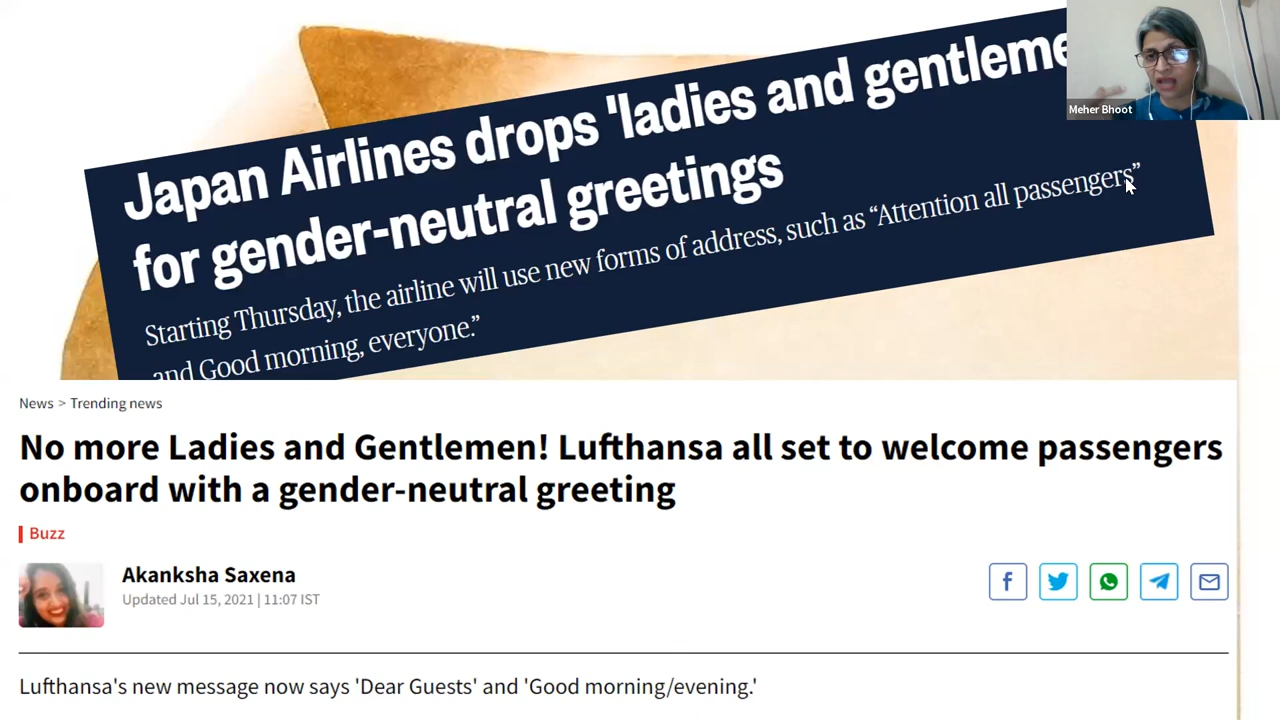 Japan Airlines drops 'ladies and gentleme
for gender-neutral greetings
Starting Thursday, the airline will use new forms of address, such as “Attention all passengers”
and Good morning, everyone.”
Meher Bhoot
News > Trending news
No more Ladies and Gentlemen! Lufthansa all set to welcome passengers
onboard with a gender-neutral greeting
Buzz
Akanksha Saxena
Updated Jul 15, 2021 | 11:07 IST
Lufthansa's new message now says 'Dear Guests' and 'Good morning/evening.'